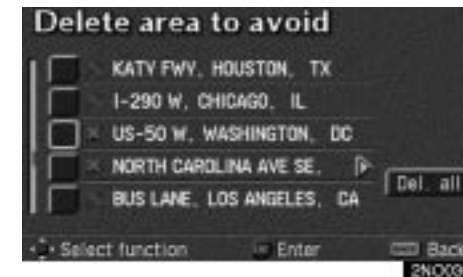 Delete area to avoid
KATY FWY, HOUSTON, TX
I-290 W, CHICAGO, IL
US-50 W, WASHINGTON, DC
NORTH CAROLINA AVE SE,
Del. all
BUS LANE, LOS ANGELES, CA
Select function
Enter
Back